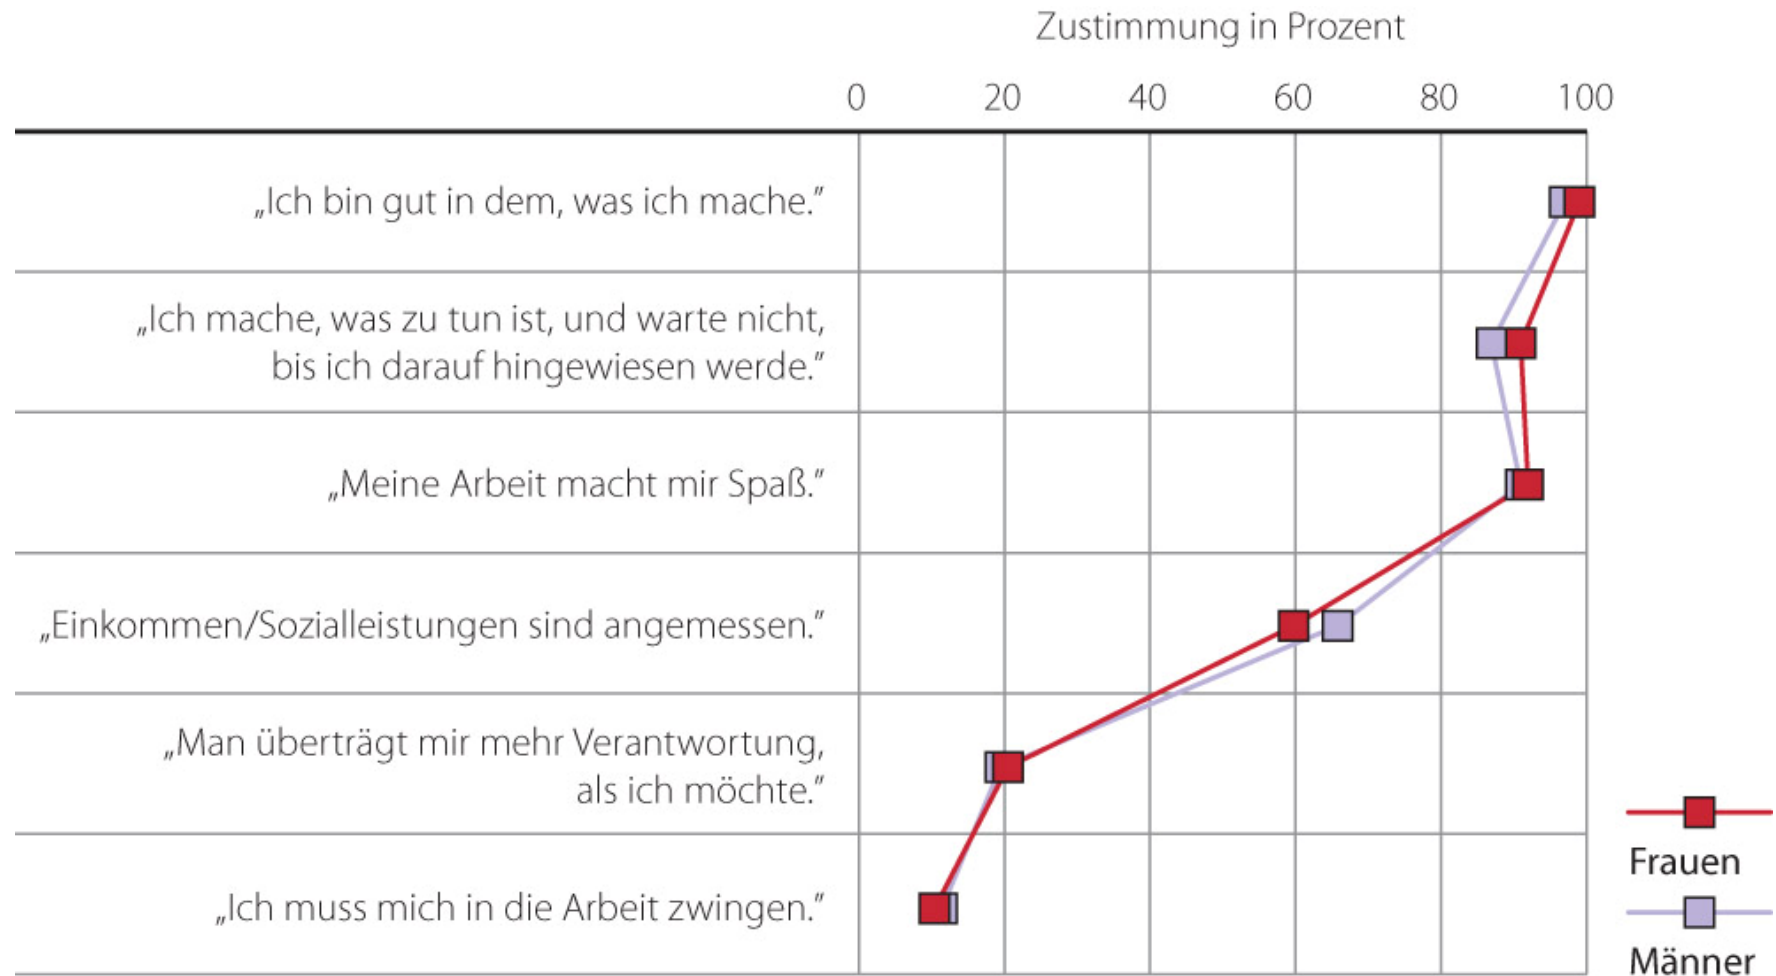 Zustimmung in Prozent
0 20 40 60 80 100
„Ich bin gut in dem, was ich mache.”
„Ich mache, was zu tun ist, und warte nicht,
bis ich darauf hingewiesen werde.”
„Meine Arbeit macht mir Spaß.”
„Einkommen/Sozialleistungen sind angemessen.”
„Man überträgt mir mehr Verantwortung,
als ich möchte.”
„Ich muss mich in die Arbeit zwingen.”
Frauen
Männer